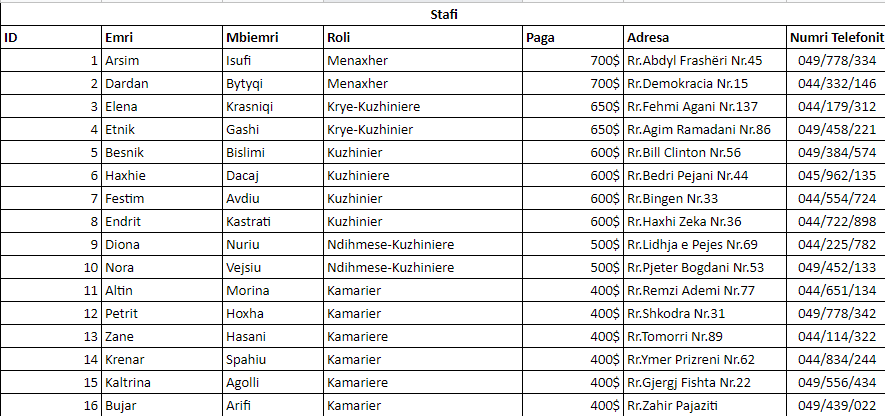 Stafi
ID Emri Mbiemri Roli Paga Adresa Numri Telefonit
1 Arsim Isufi Menaxher 700$ Rr.Abdyl Frashëri Nr.45 049/778/334
2 Dardan Bytyqi Menaxher 700$ Rr.Demokracia Nr.15 044/332/146
3 Elena Krasniqi Krye-Kuzhiniere 650$ Rr.Fehmi Agani Nr.137 044/179/312
4 Etnik Gashi Krye-Kuzhinier 650$ Rr.Agim Ramadani Nr.86 049/458/221
5 Besnik Bislimi Kuzhinier 600$ Rr.Bill Clinton Nr.56 049/384/574
6 Haxhie Dacaj Kuzhiniere 600$ Rr.Bedri Pejani Nr.44 045/962/135
7 Festim Avdiu Kuzhinier 600$ Rr.Bingen Nr.33 044/554/724
8 Endrit Kastrati Kuzhinier 600$ Rr.Haxhi Zeka Nr.36 044/722/898
9 Diona Nuriu Ndihmese-Kuzhiniere 500$ Rr.Lidhja e Pejes Nr.69 044/225/782
10 Nora Vejsiu Ndihmese-Kuzhiniere 500$ Rr.Pjeter Bogdani Nr.53 049/452/133
11 Altin Morina Kamarier 400$ Rr.Remzi Ademi Nr.77 044/651/134
12 Petrit Hoxha Kamarier 400$ Rr.Shkodra Nr.31 049/778/342
13 Zane Hasani Kamariere 400$ Rr.Tomorri Nr.89 044/114/322
14 Krenar Spahiu Kamarier 400$ Rr.Ymer Prizreni Nr.62 044/834/244
15 Kaltrina Agolli Kamariere 400$ Rr.Gjergj Fishta Nr.22 049/556/434
16 Bujar Arifi Kamarier 400$ Rr.Zahir Pajaziti 049/439/022